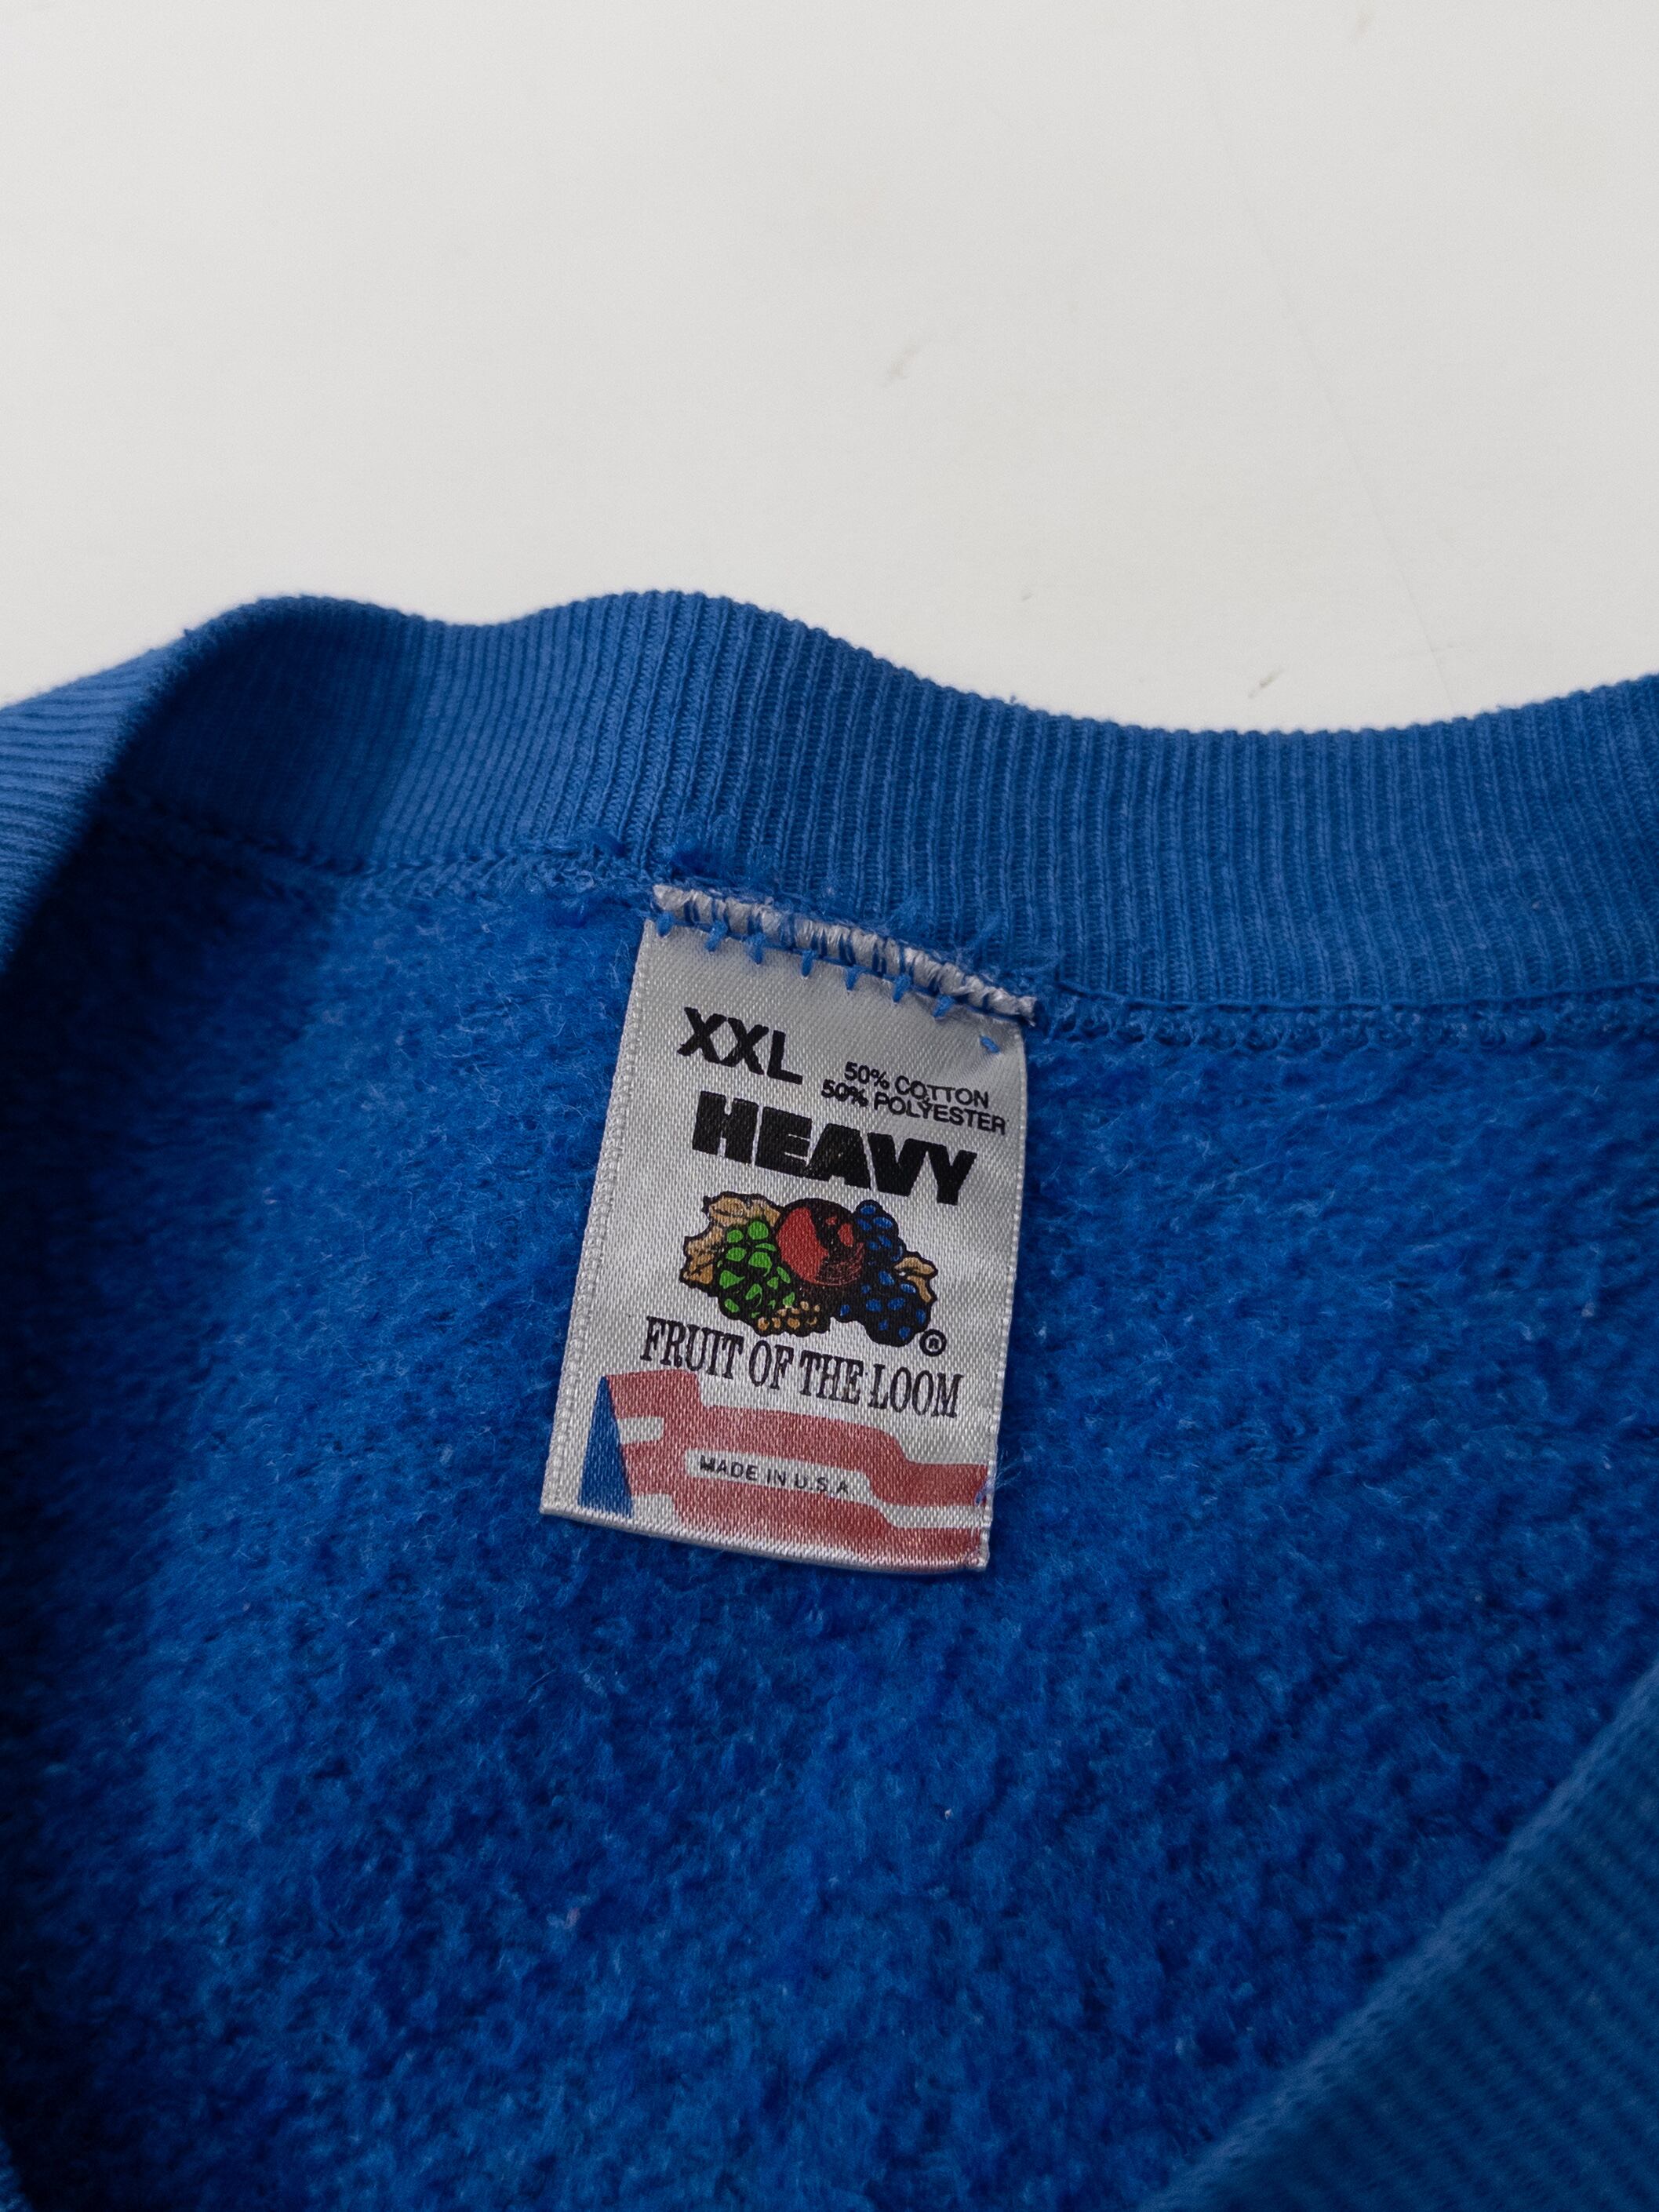 XXL
50% COTTON
50% POLYESTER
HEAVY
®
FRUIT OF THE LOOM
MADE IN U.S.A.